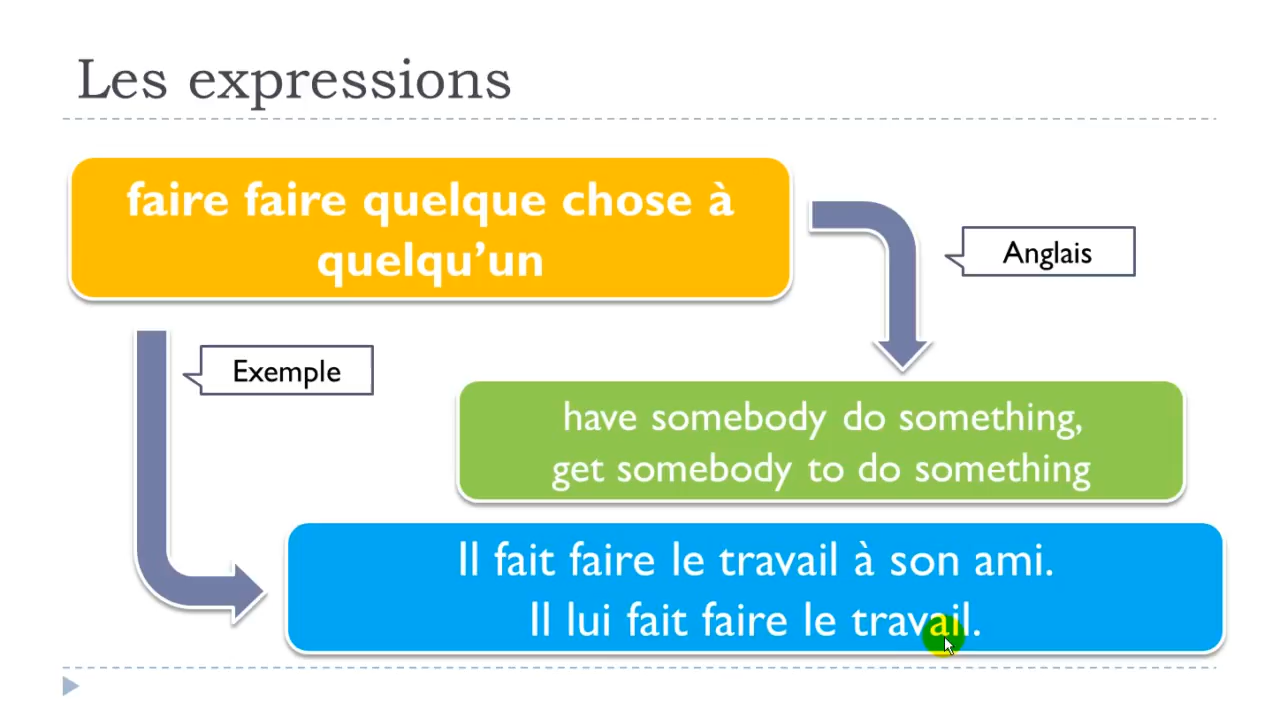 Les expressions
faire faire quelque chose à
quelqu’un
Anglais
Exemple
have somebody do something,
get somebody to do something
Il fait faire le travail à son ami.
Il lui fait faire le travail.